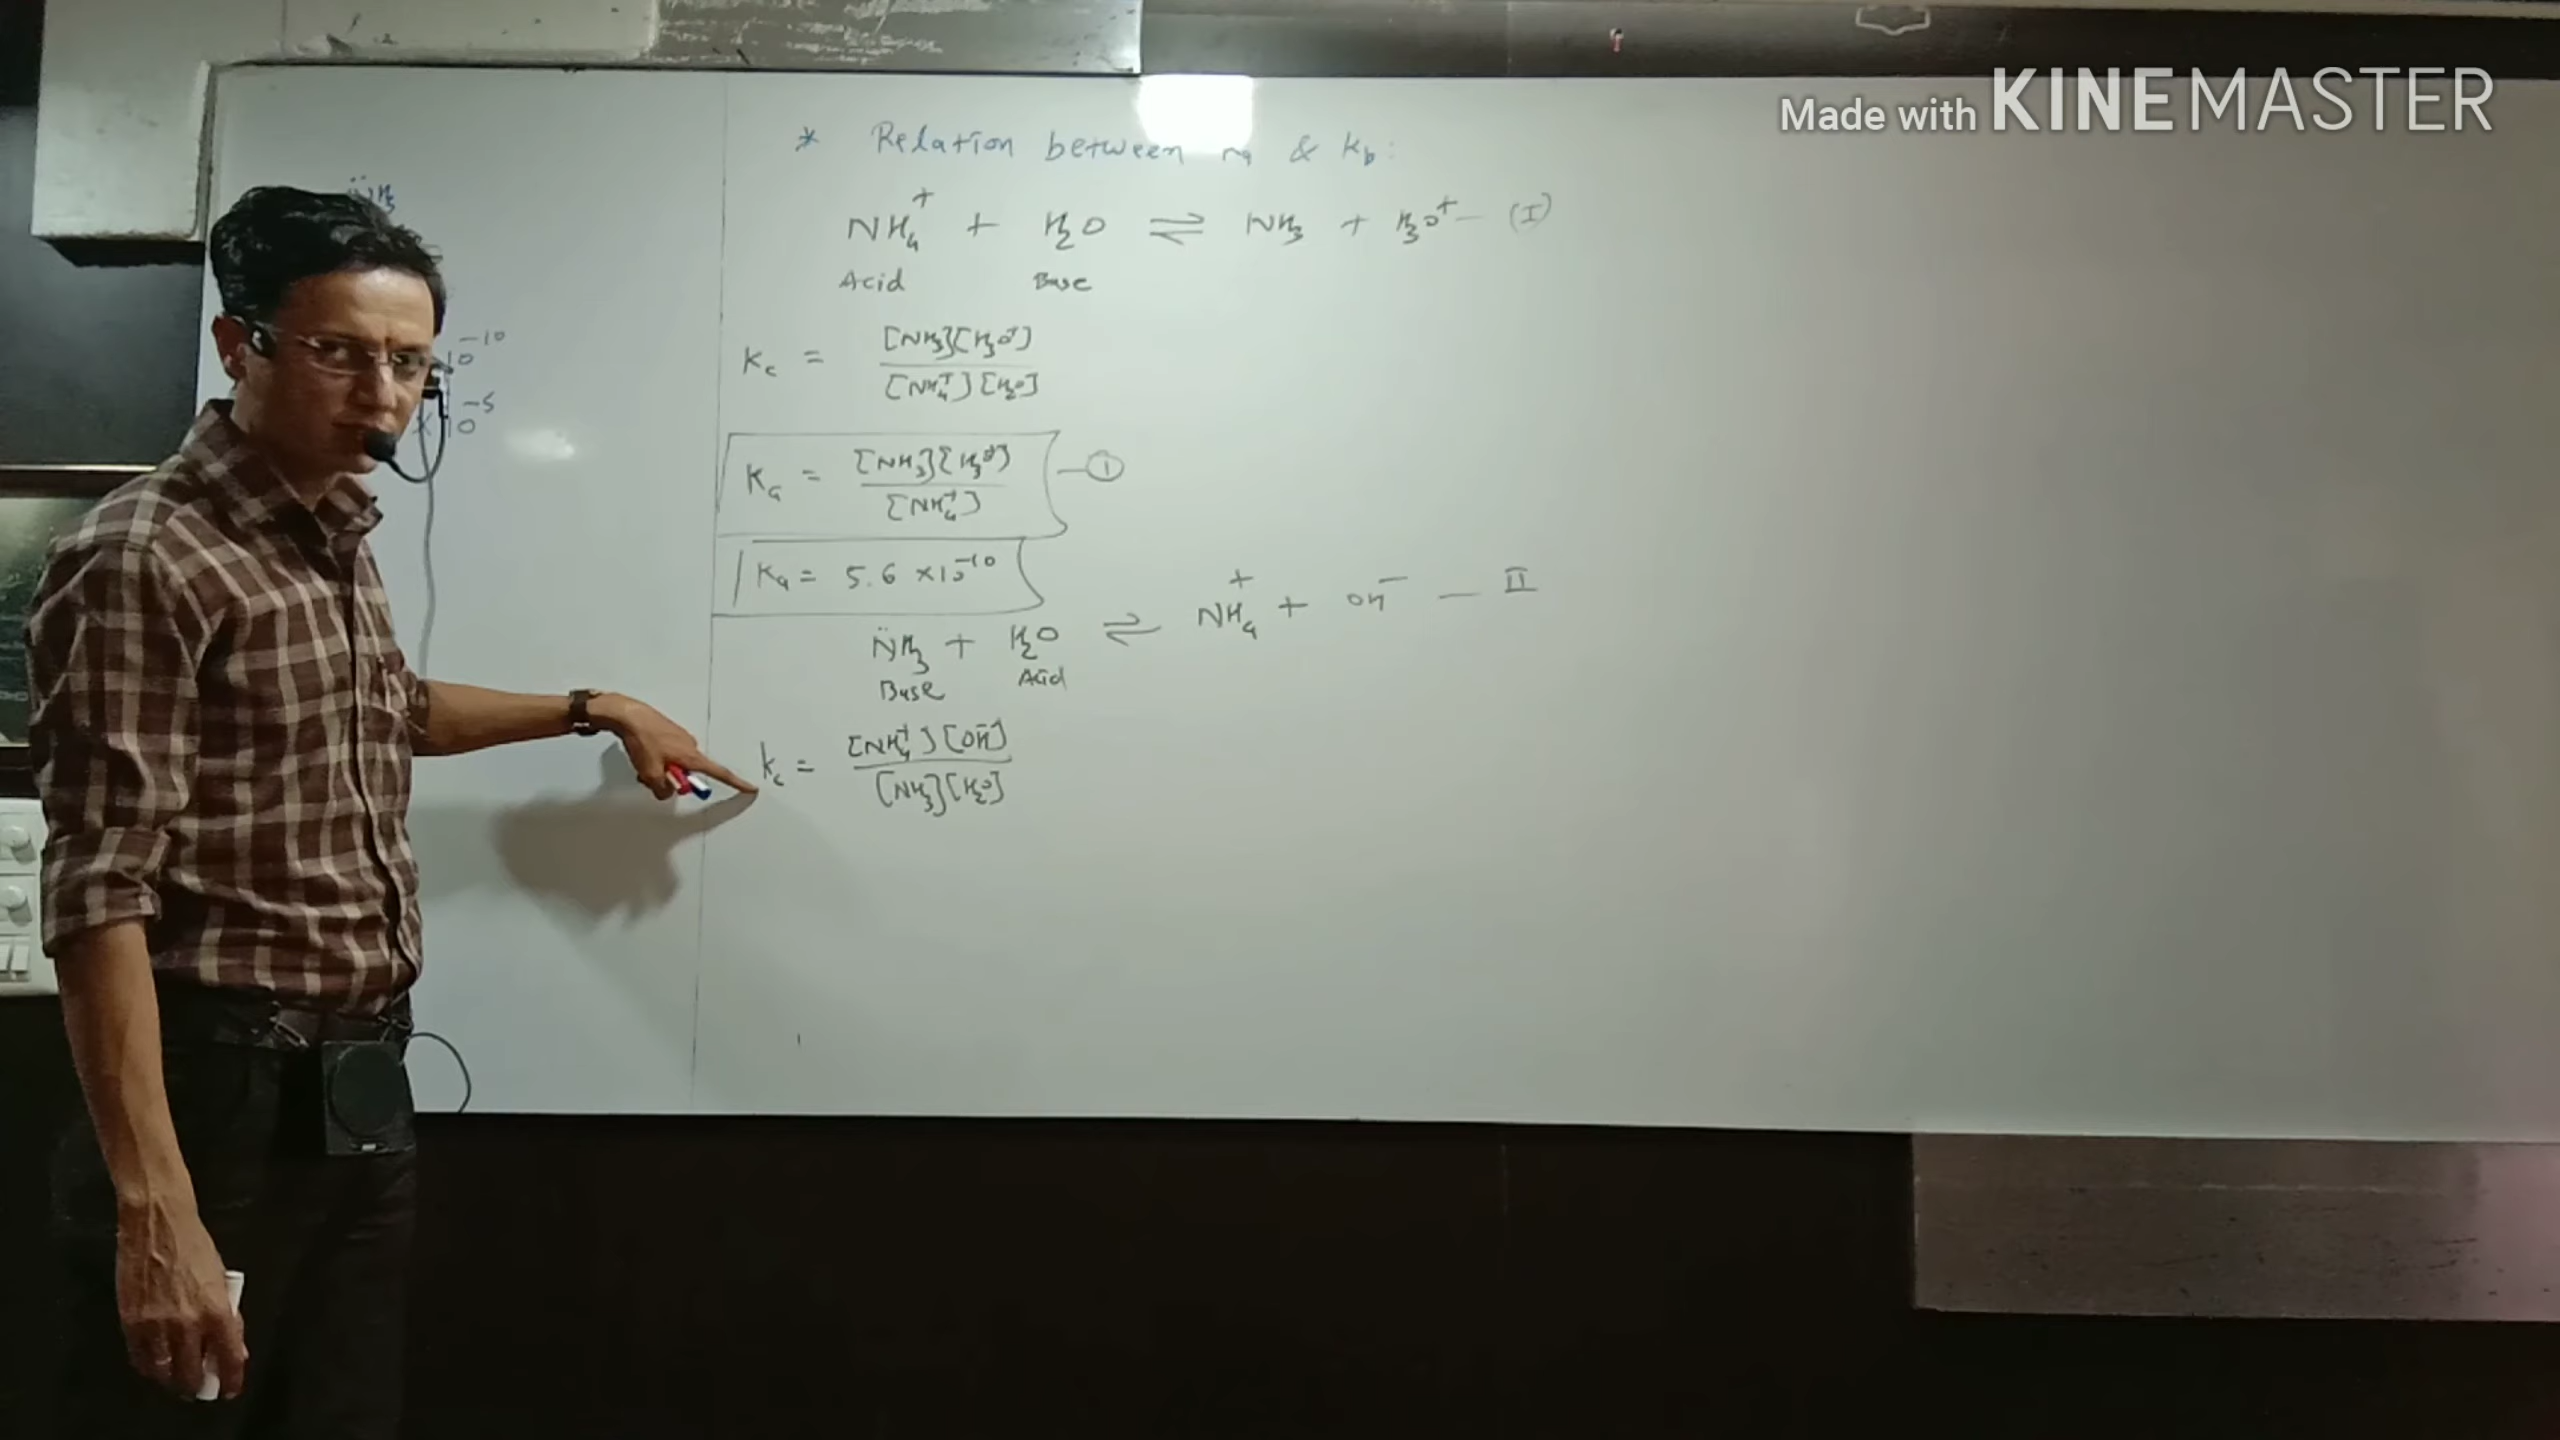 Made with KINEMASTER
* Relation between Ka & Kb:
NH₄⁺ + H₂O ⇌ NH₃ + H₃O⁺ — (I)
Acid Base
Kc = [NH₃][H₃O⁺] / [NH₄⁺][H₂O]
Ka = [NH₃][H₃O⁺] / [NH₄⁺] — ①
Ka = 5.6 × 10⁻¹⁰
N̈H₃ + H₂O ⇌ NH₄⁺ + OH⁻ — II
Base Acid
Kc = [NH₄⁺][OH⁻] / [NH₃][H₂O]
N̈H₃
10⁻¹⁰
× 10⁻⁵